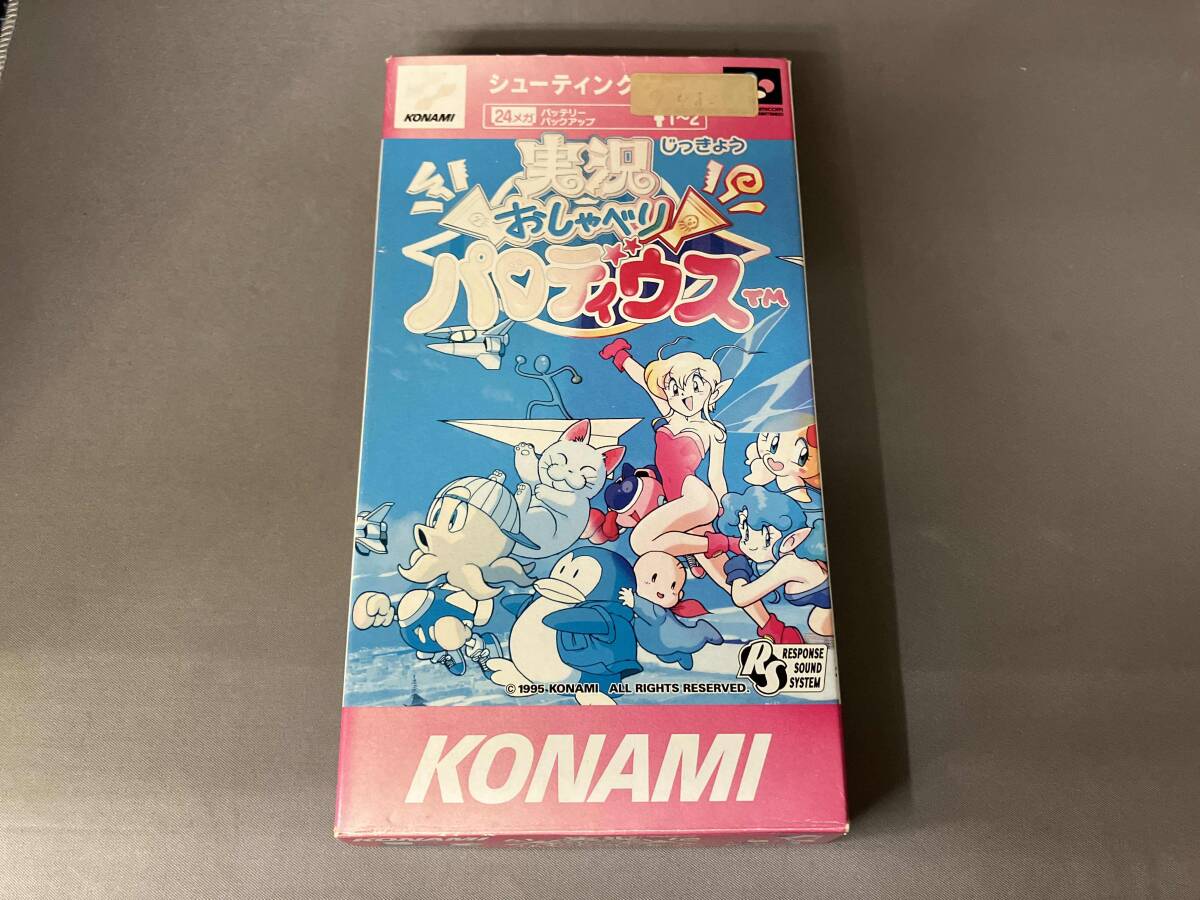 シューティング
KONAMI
24メガ バッテリーバックアップ 1~2
じっきょう
実況
おしゃべり
パロディウス TM
RS RESPONSE
SOUND
SYSTEM
© 1995 KONAMI ALL RIGHTS RESERVED.
KONAMI
KONAMI